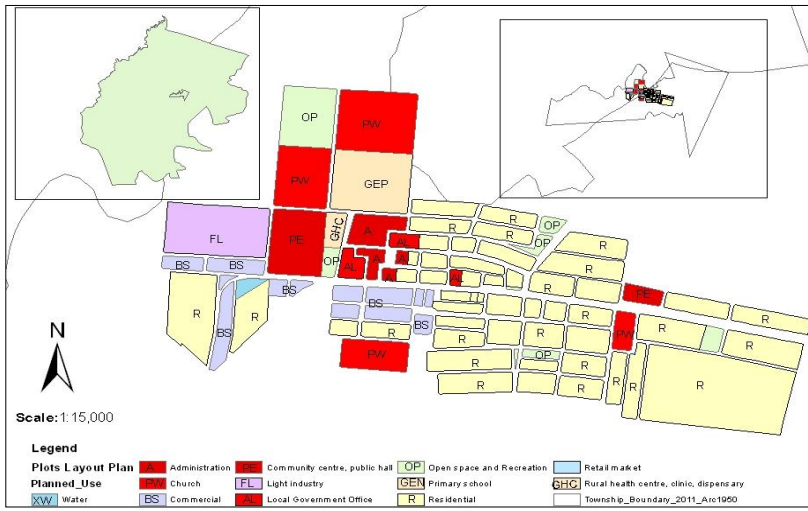 OP PW
PW GEP
R R OP
FL PE GHC A AL R OP R
BS BS OP AL A A R
A AL R PE
R BS R R
R BS BS R PW R R
PW R OP R R
R R R R R
N
Scale: 1:15,000
Legend
Plots Layout Plan A Administration PE Community centre, public hall OP Open space and Recreation Retail market
Planned_Use PW Church FL Light industry GEN Primary school GHC Rural health centre, clinic, dispensary
XW Water BS Commercial AL Local Government Office R Residential Township_Boundary_2011_Arc1950